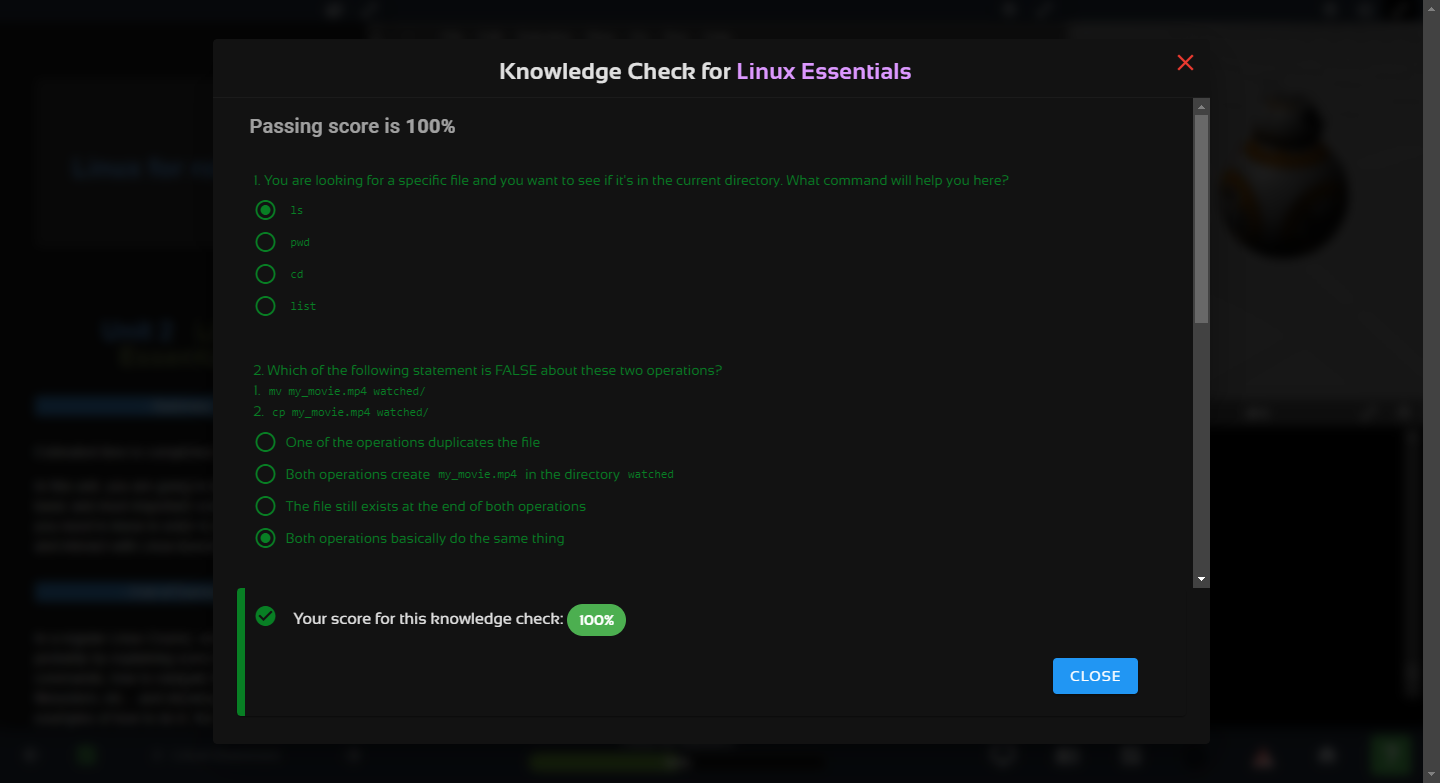 Knowledge Check for Linux Essentials
Passing score is 100%
1. You are looking for a specific file and you want to see if it's in the current directory. What command will help you here?
ls
pwd
cd
list
2. Which of the following statement is FALSE about these two operations?
1. mv my_movie.mp4 watched/
2. cp my_movie.mp4 watched/
One of the operations duplicates the file
Both operations create my_movie.mp4 in the directory watched
The file still exists at the end of both operations
Both operations basically do the same thing
Your score for this knowledge check: 100%
CLOSE